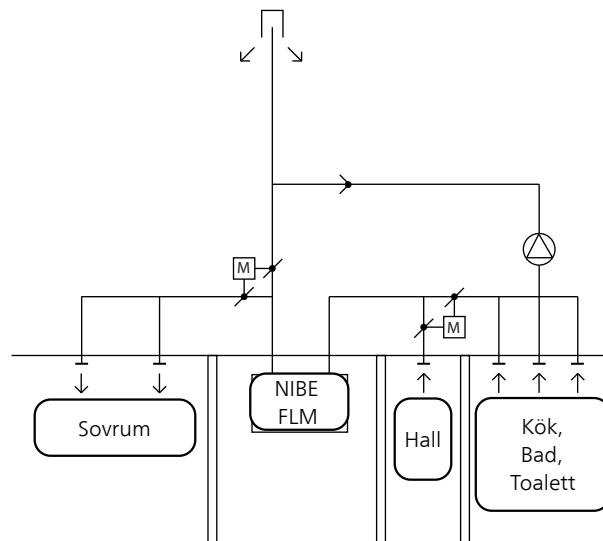 M
M
NIBE
FLM
Sovrum
Hall
Kök,
Bad,
Toalett